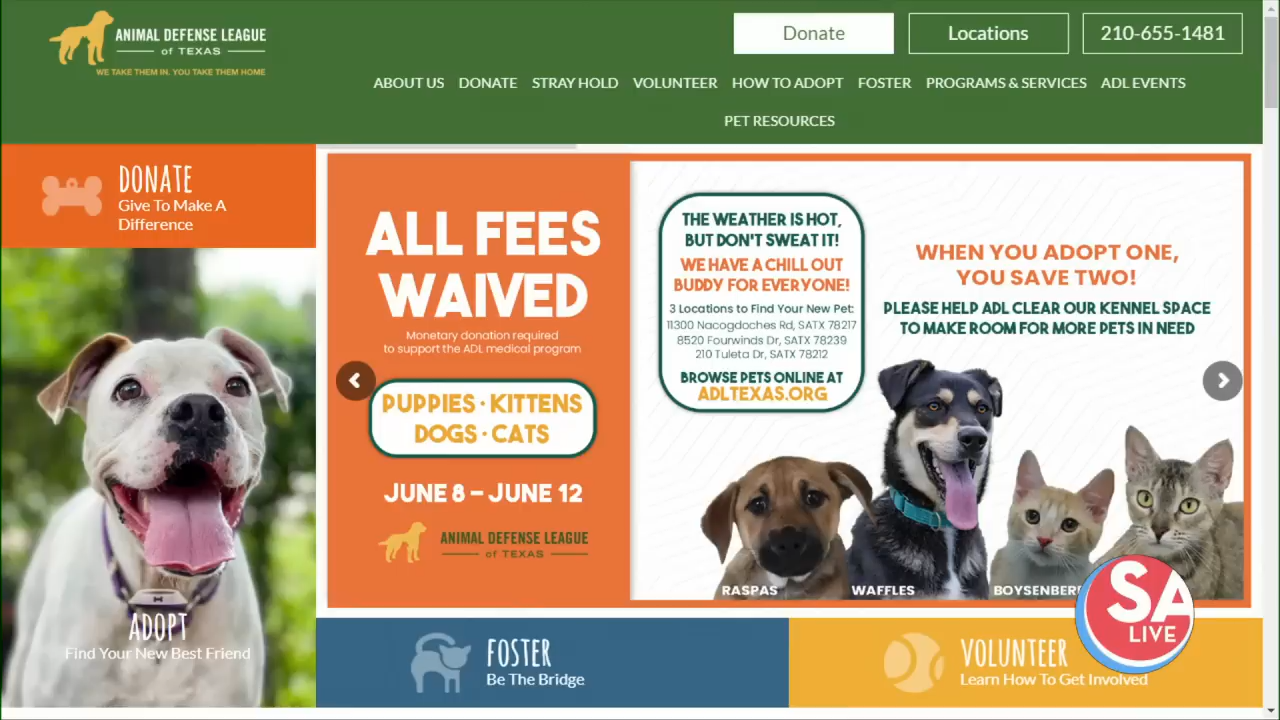 ANIMAL DEFENSE LEAGUE
of TEXAS
WE TAKE THEM IN. YOU TAKE THEM HOME
Donate
Locations
210-655-1481
ABOUT US DONATE STRAY HOLD VOLUNTEER HOW TO ADOPT FOSTER PROGRAMS & SERVICES ADL EVENTS
PET RESOURCES
DONATE
Give To Make A
Difference
ADOPT
Find Your New Best Friend
ALL FEES
WAIVED
Monetary donation required
to support the ADL medical program
PUPPIES · KITTENS
DOGS · CATS
JUNE 8 – JUNE 12
ANIMAL DEFENSE LEAGUE
of TEXAS
THE WEATHER IS HOT,
BUT DON'T SWEAT IT!
WE HAVE A CHILL OUT
BUDDY FOR EVERYONE!
3 Locations to Find Your New Pet:
11300 Nacogdoches Rd, SATX 78217
8520 Fourwinds Dr, SATX 78239
210 Tuleta Dr, SATX 78212
BROWSE PETS ONLINE AT
ADLTEXAS.ORG
WHEN YOU ADOPT ONE,
YOU SAVE TWO!
PLEASE HELP ADL CLEAR OUR KENNEL SPACE
TO MAKE ROOM FOR MORE PETS IN NEED
RASPAS
WAFFLES
FOSTER
Be The Bridge
VOLUNTEER
Learn How To Get Involved
SA
LIVE